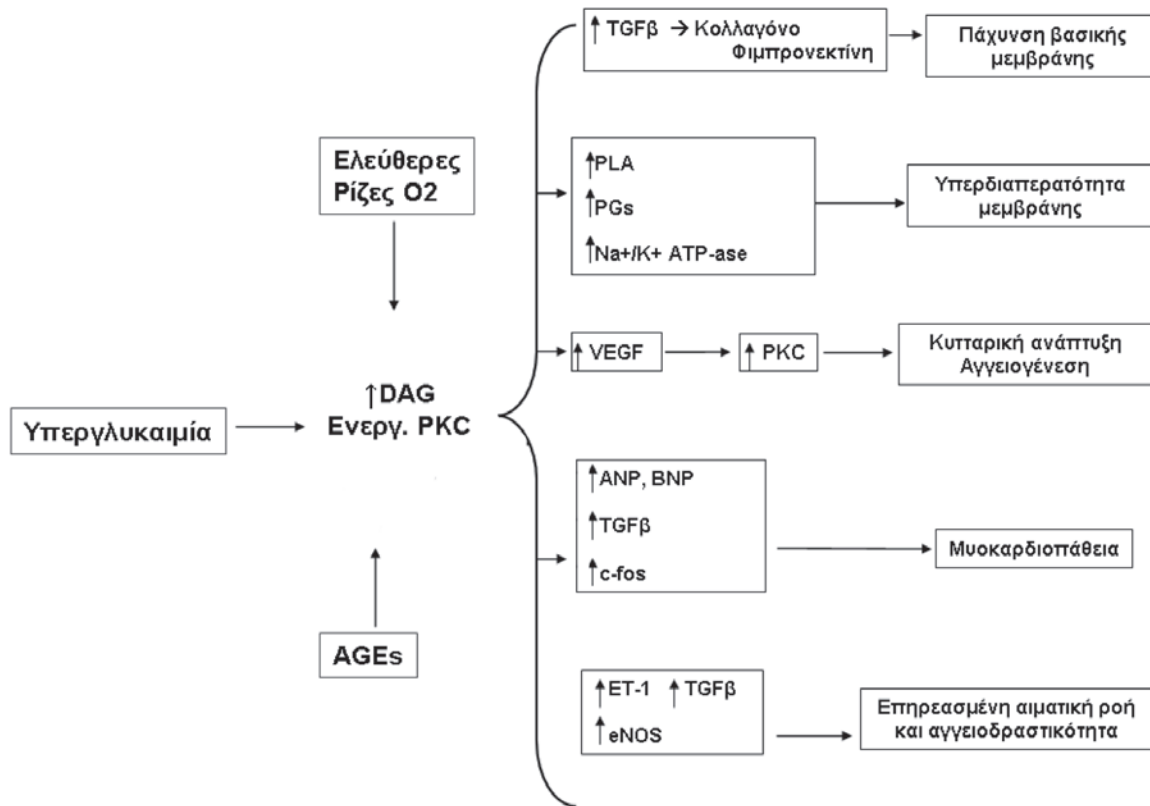 ↑ TGFβ → Κολλαγόνο
Φιμπρονεκτίνη
Πάχυνση βασικής
μεμβράνης
Ελεύθερες
Ρίζες O2
↑PLA
↑PGs
↑Na+/K+ ATP-ase
Υπερδιαπερατότητα
μεμβράνης
↑ VEGF
↑ PKC
Κυτταρική ανάπτυξη
Αγγειογένεση
↑DAG
Ενεργ. PKC
Υπεργλυκαιμία
↑ANP, BNP
↑TGFβ
↑c-fos
Μυοκαρδιοπάθεια
AGEs
↑ET-1 ↑TGFβ
↑eNOS
Επηρεασμένη αιματική ροή
και αγγειοδραστικότητα